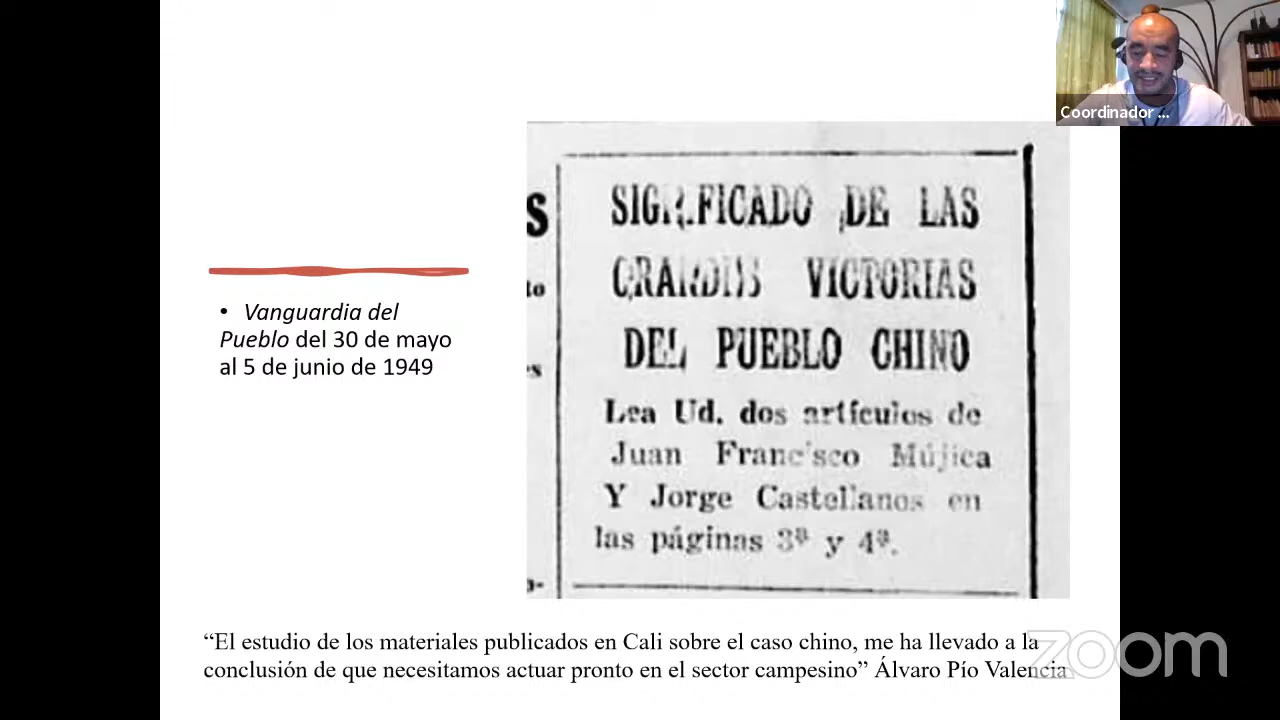 Coordinador ...
SIGNIFICADO DE LAS
GRANDES VICTORIAS
DEL PUEBLO CHINO
Lea Ud. dos artículos de
Juan Francisco Mújica
Y Jorge Castellanos en
las páginas 3ª y 4ª.
S
to
es
o-
• Vanguardia del
Pueblo del 30 de mayo
al 5 de junio de 1949
“El estudio de los materiales publicados en Cali sobre el caso chino, me ha llevado a la
conclusión de que necesitamos actuar pronto en el sector campesino” Álvaro Pío Valencia
zoom